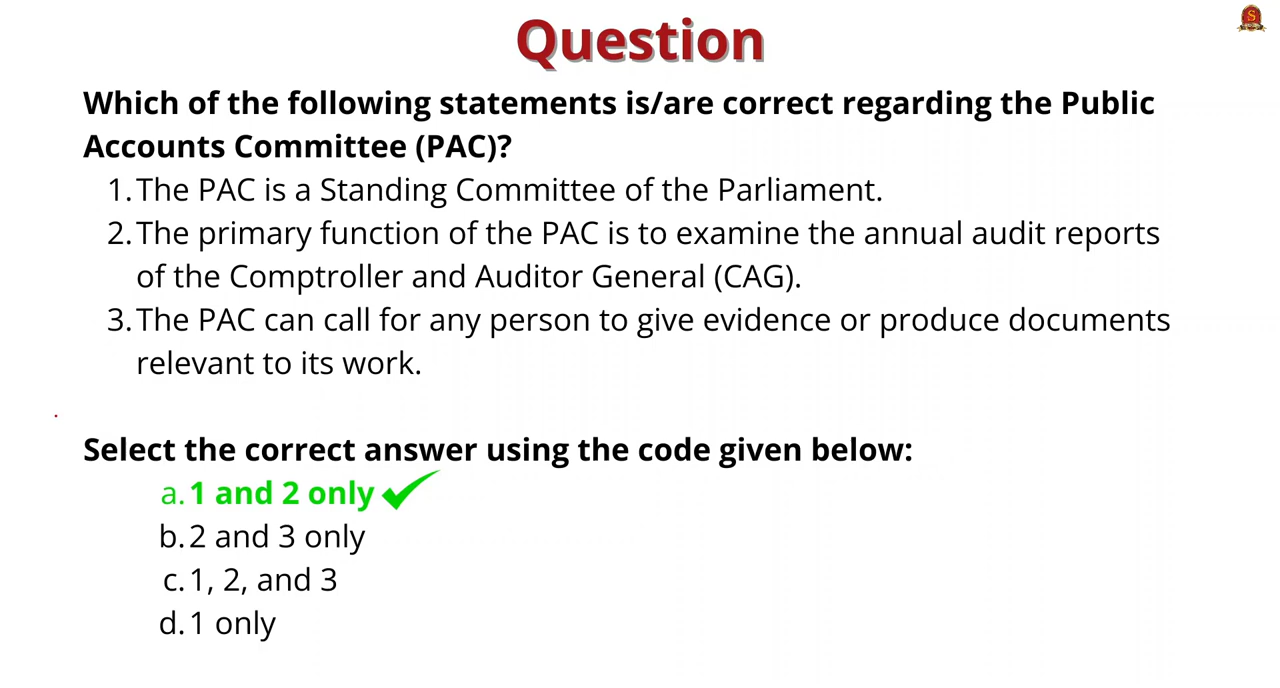 Question
Which of the following statements is/are correct regarding the Public
Accounts Committee (PAC)?
1. The PAC is a Standing Committee of the Parliament.
2. The primary function of the PAC is to examine the annual audit reports
of the Comptroller and Auditor General (CAG).
3. The PAC can call for any person to give evidence or produce documents
relevant to its work.
Select the correct answer using the code given below:
a. 1 and 2 only
b. 2 and 3 only
c. 1, 2, and 3
d. 1 only